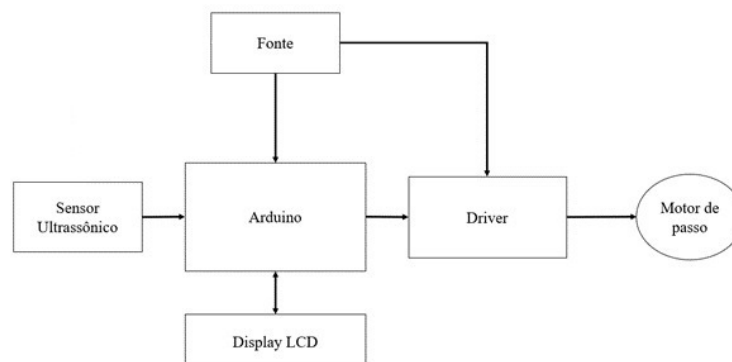 Fonte
Sensor
Ultrassônico
Arduino
Driver
Motor de
passo
Display LCD